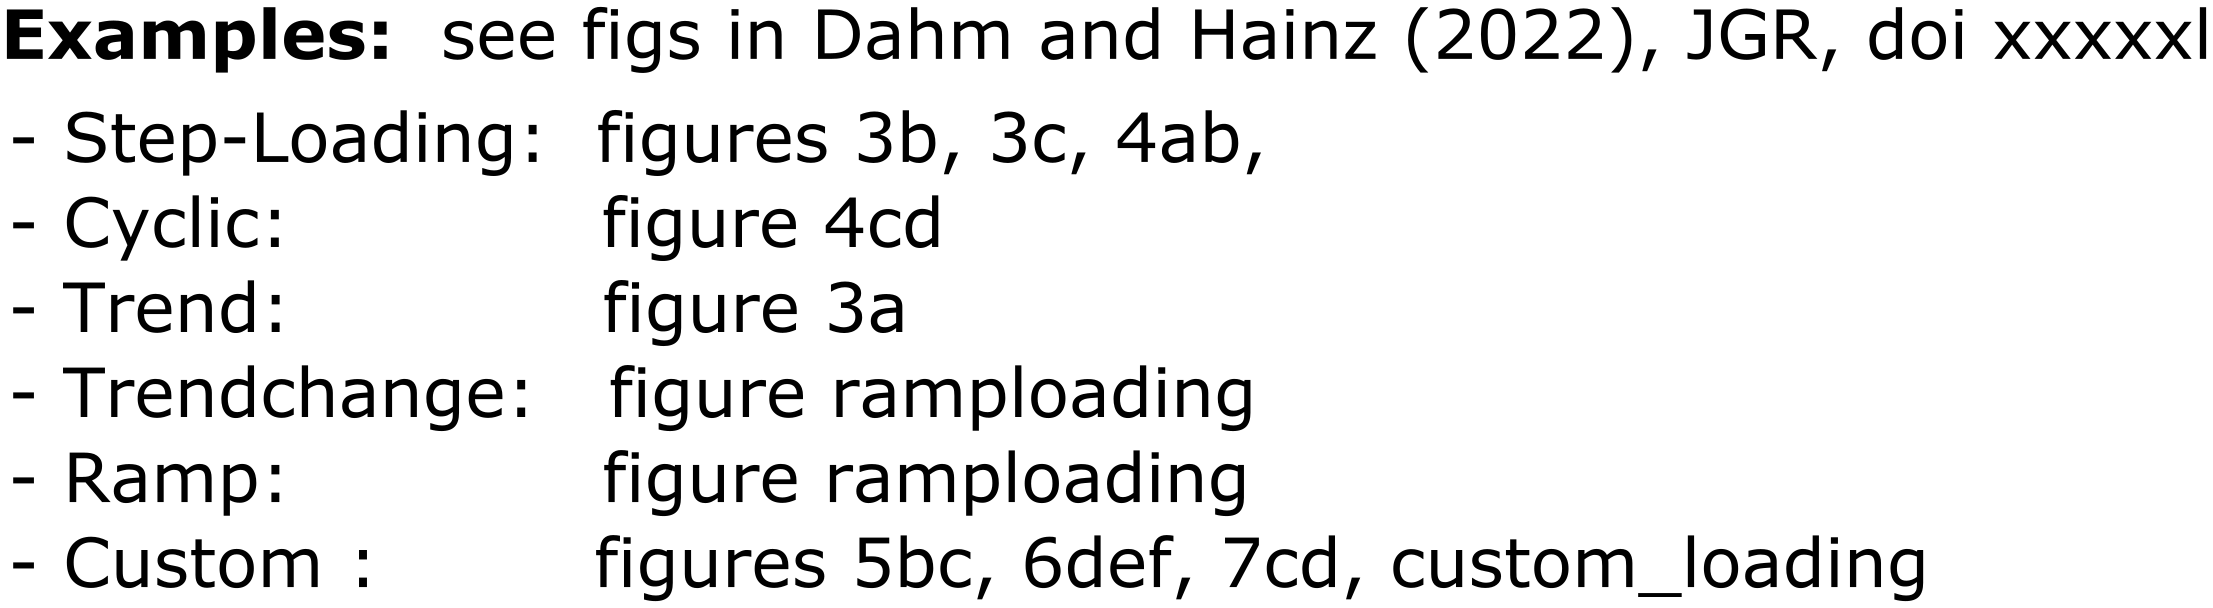 Examples: see figs in Dahm and Hainz (2022), JGR, doi xxxxxl
- Step-Loading: figures 3b, 3c, 4ab,
- Cyclic: figure 4cd
- Trend: figure 3a
- Trendchange: figure ramploading
- Ramp: figure ramploading
- Custom : figures 5bc, 6def, 7cd, custom_loading